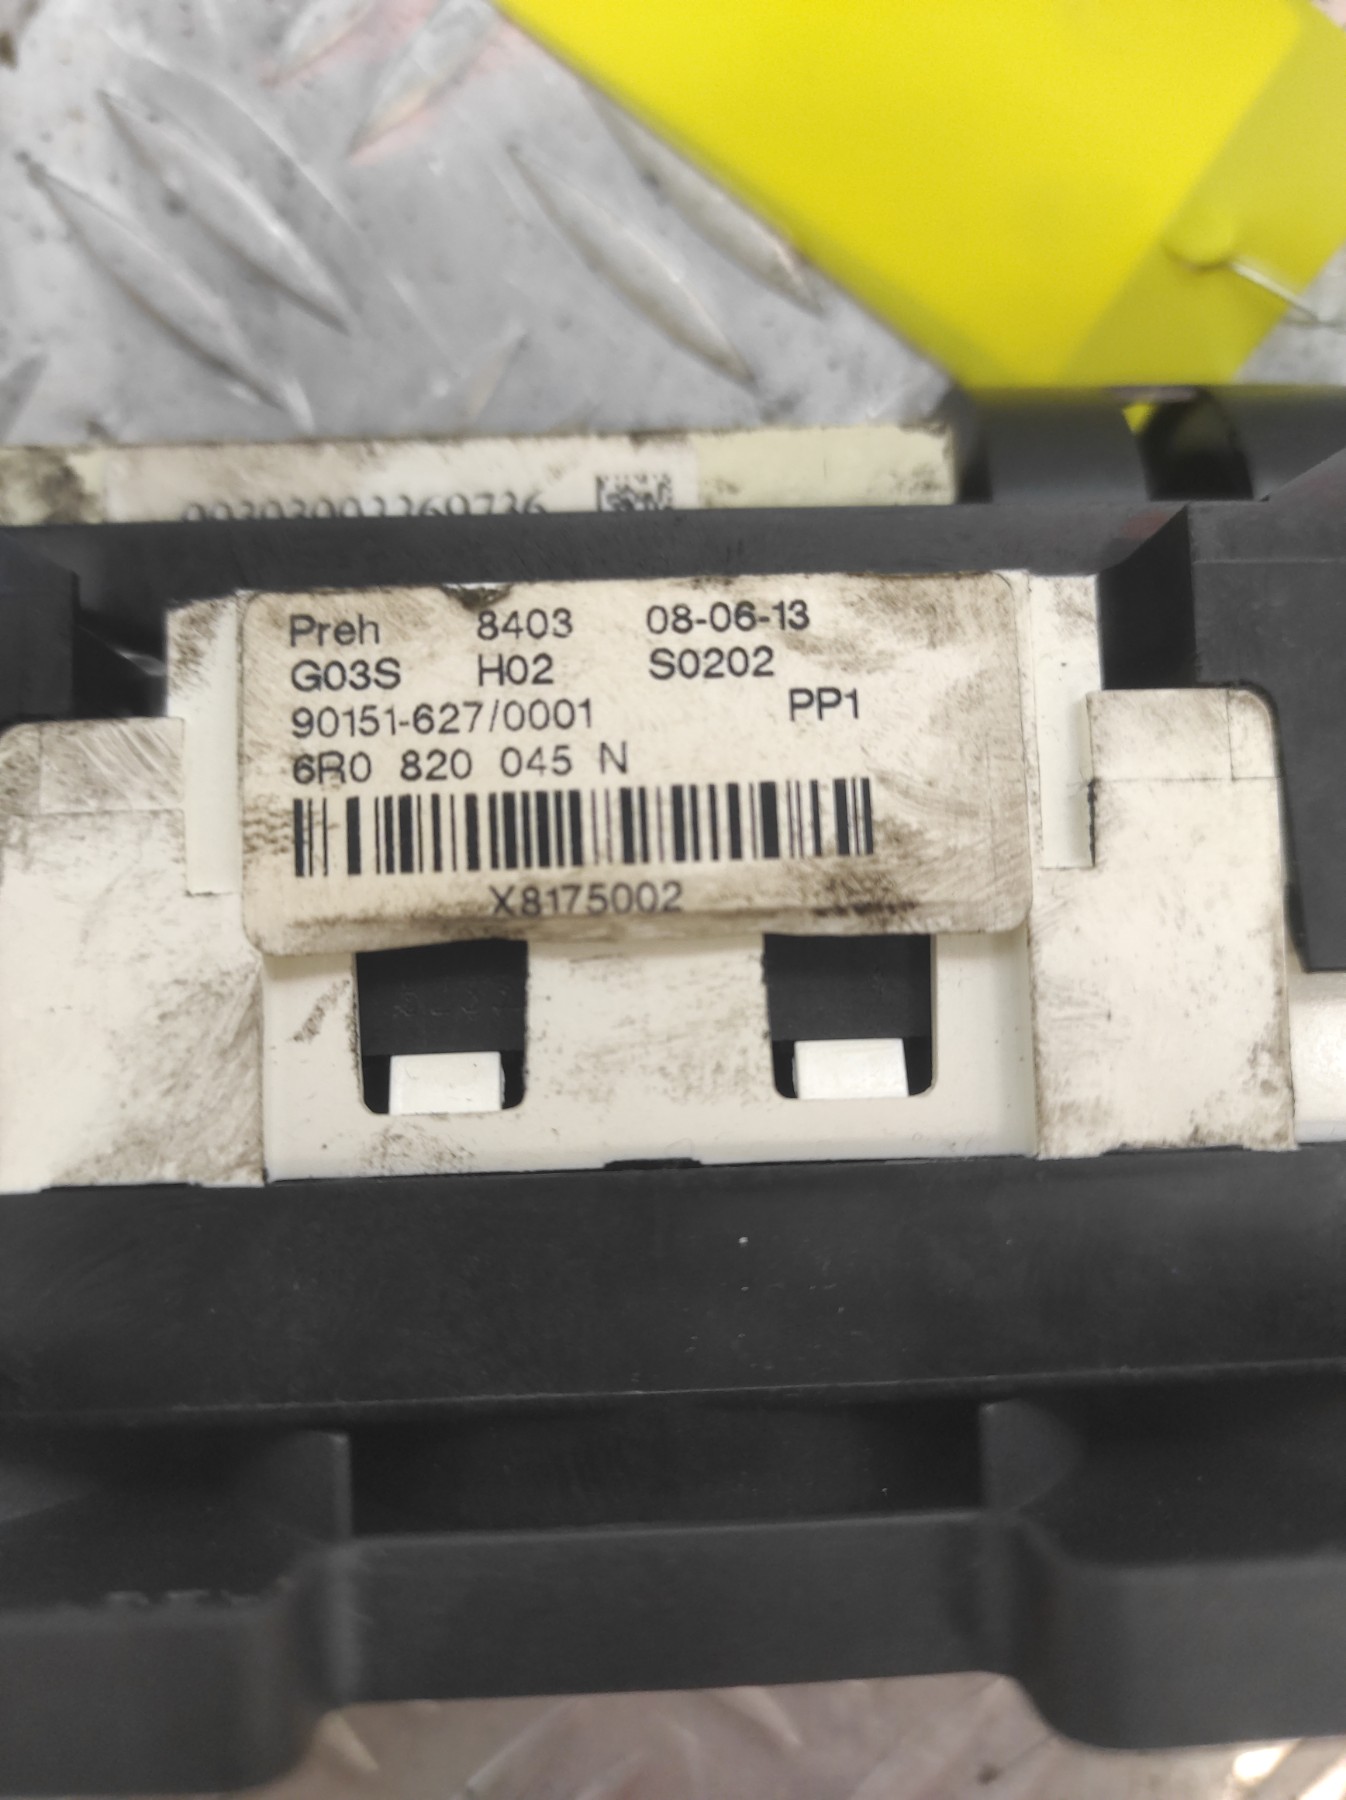 Preh 8403 08-06-13
G03S H02 S0202
90151-627/0001 PP1
6R0 820 045 N
X8175002